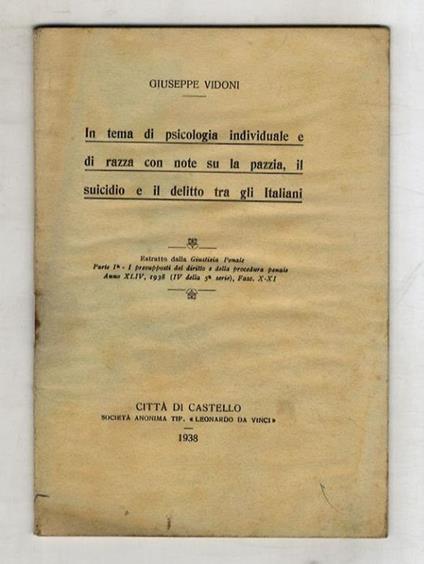 GIUSEPPE VIDONI
In tema di psicologia individuale e
di razza con note su la pazzia, il
suicidio e il delitto tra gli Italiani
Estratto dalla Giustizia Penale
Parte Iª - I presupposti del diritto e della procedura penale
Anno XLIV, 1938 (IV della 5ª serie), Fasc. X-XI
CITTÀ DI CASTELLO
SOCIETÀ ANONIMA TIP. «LEONARDO DA VINCI»
1938